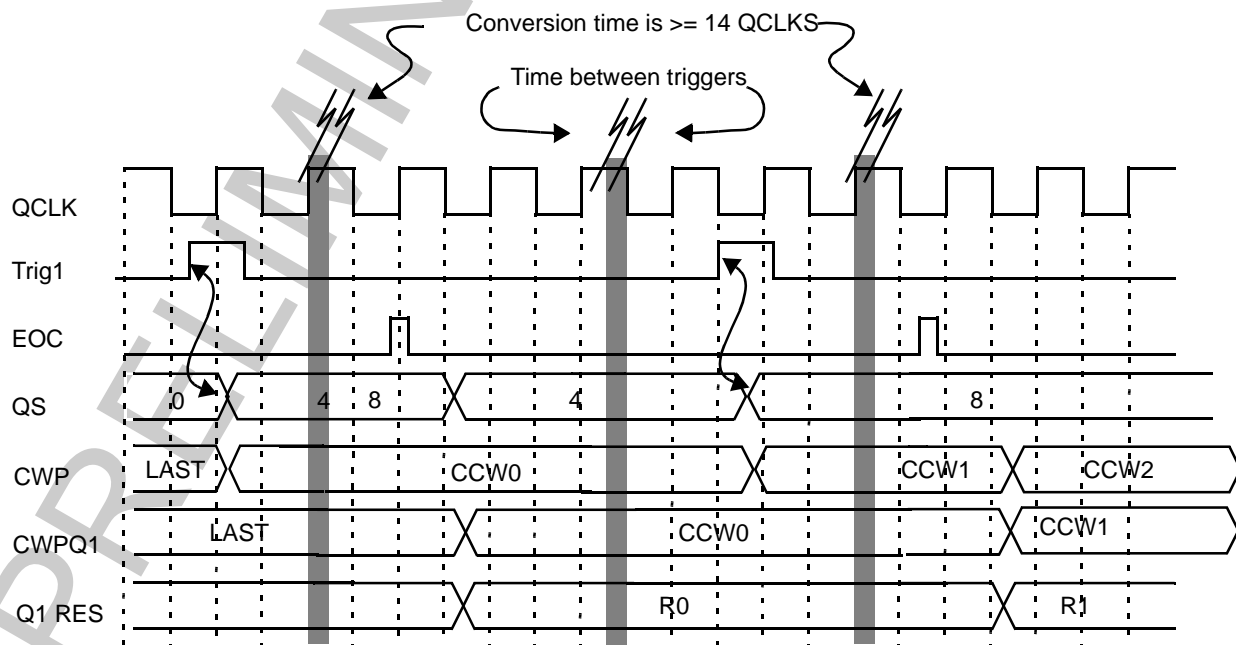 Conversion time is >= 14 QCLKS
Time between triggers
QCLK
Trig1
EOC
QS 0 4 8 4 8
CWP LAST CCW0 CCW1 CCW2
CWPQ1 LAST CCW0 CCW1
Q1 RES R0 R1
PRELIMIN